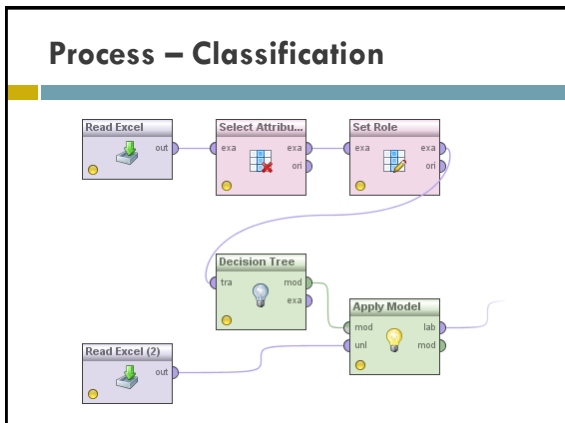 Process – Classification
Read Excel
out
Select Attribu...
exa
exa
ori
Set Role
exa
exa
ori
Decision Tree
tra
mod
exa
Apply Model
mod
lab
unl
mod
Read Excel (2)
out